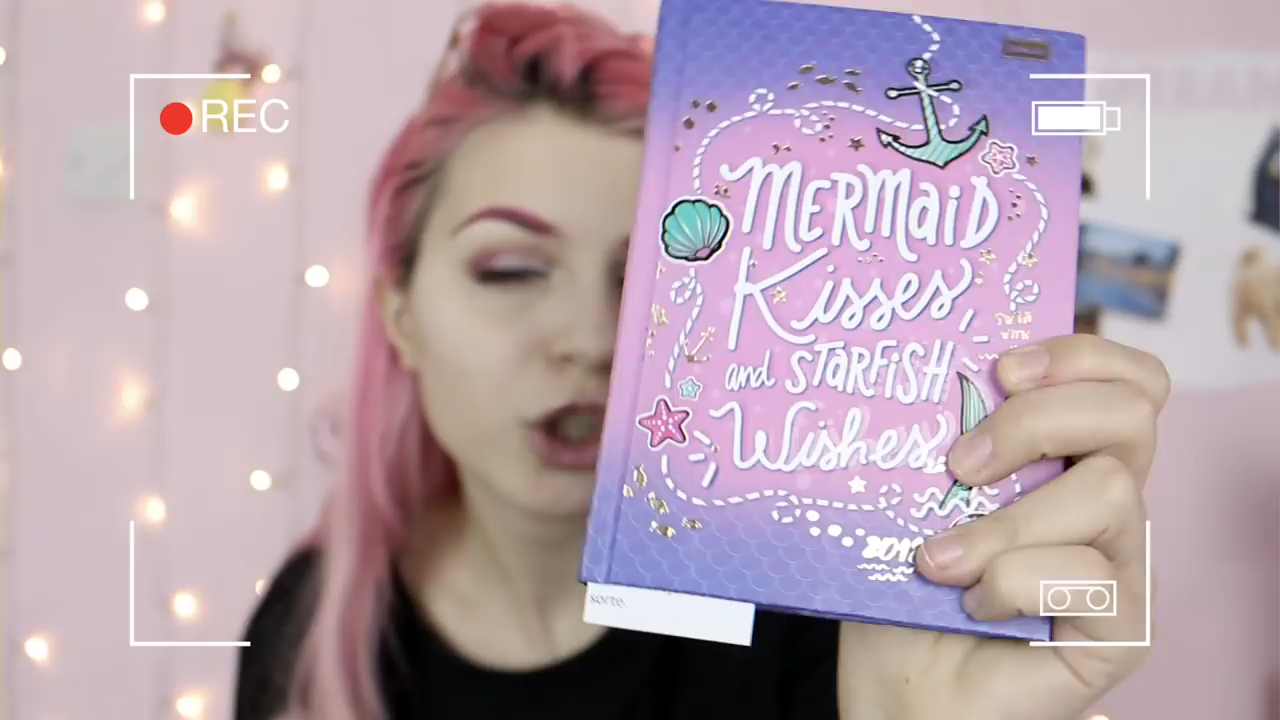 REC
MERMAID
Kisses,
and STARFISH
Wishes
sorte.